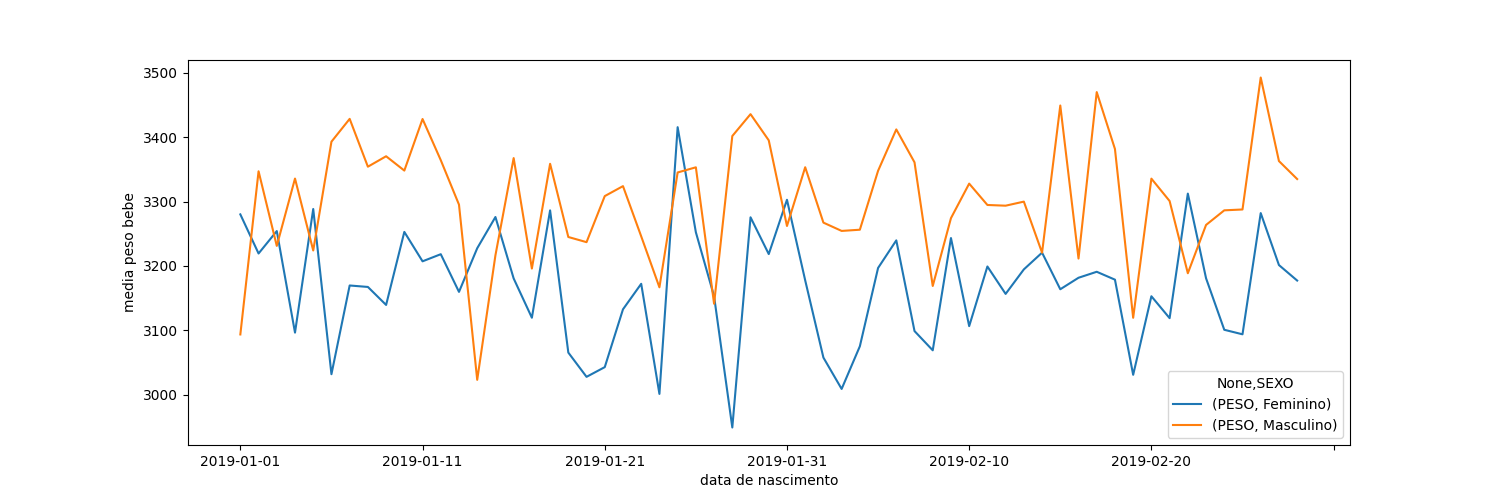 3500
3400
3300
3200
3100
3000
media peso bebe
2019-01-01
2019-01-11
2019-01-21
2019-01-31
2019-02-10
2019-02-20
data de nascimento
None,SEXO
(PESO, Feminino)
(PESO, Masculino)